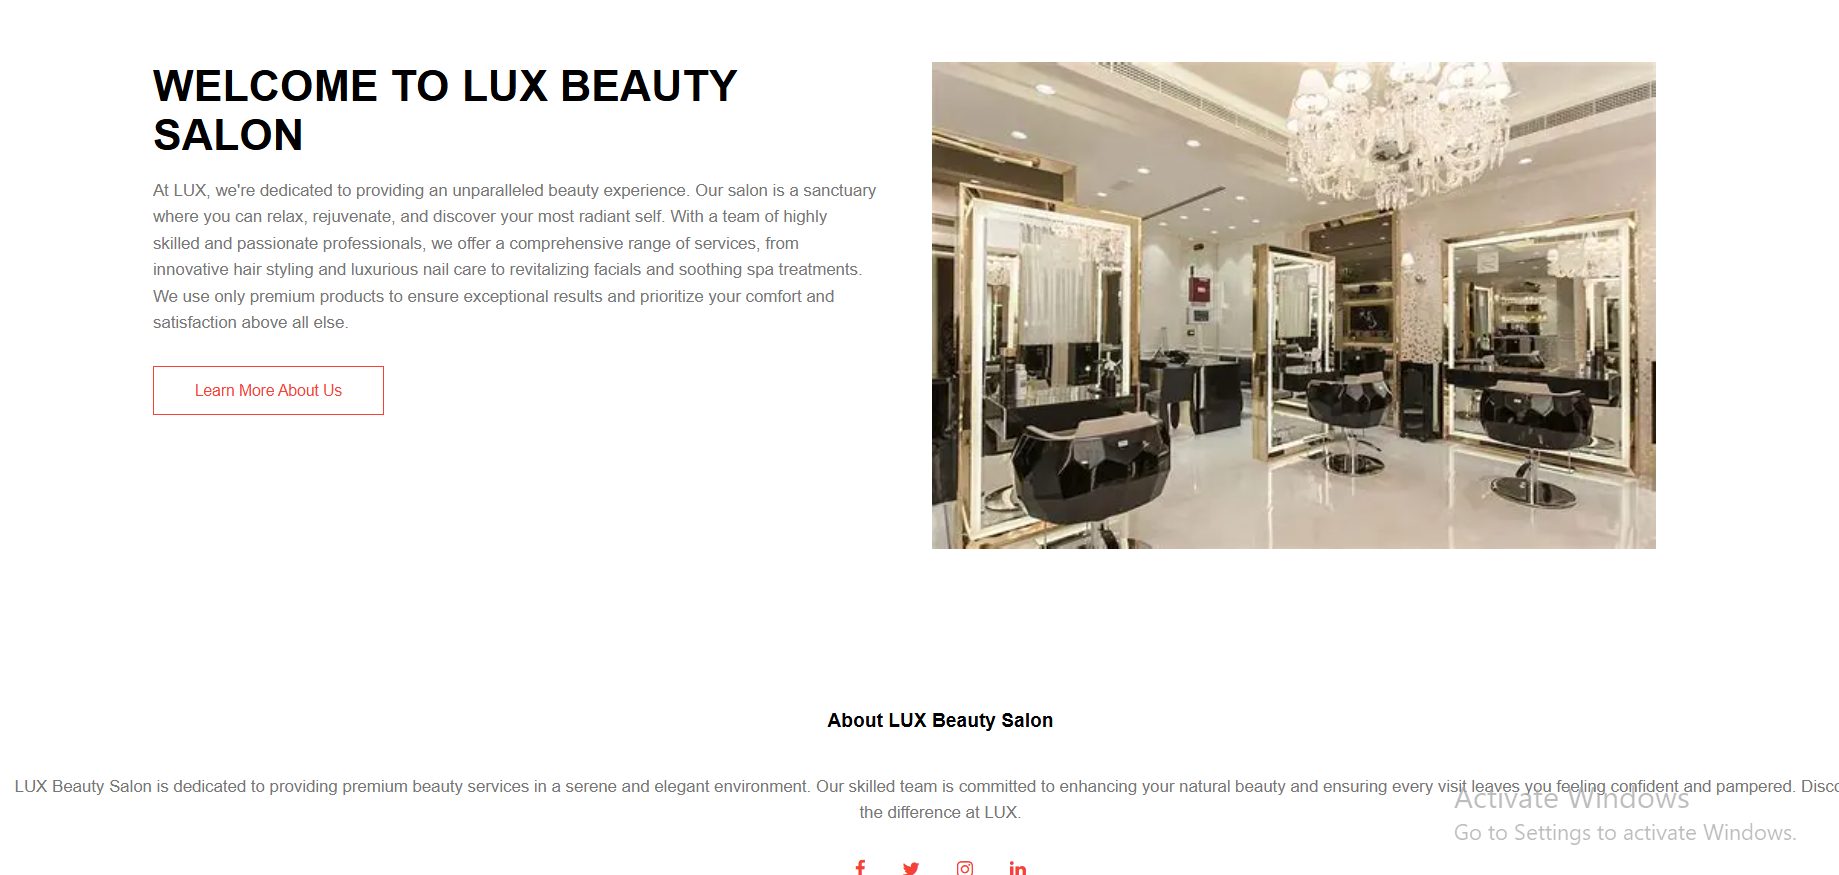 WELCOME TO LUX BEAUTY
SALON
At LUX, we're dedicated to providing an unparalleled beauty experience. Our salon is a sanctuary
where you can relax, rejuvenate, and discover your most radiant self. With a team of highly
skilled and passionate professionals, we offer a comprehensive range of services, from
innovative hair styling and luxurious nail care to revitalizing facials and soothing spa treatments.
We use only premium products to ensure exceptional results and prioritize your comfort and
satisfaction above all else.
Learn More About Us
About LUX Beauty Salon
LUX Beauty Salon is dedicated to providing premium beauty services in a serene and elegant environment. Our skilled team is committed to enhancing your natural beauty and ensuring every visit leaves you feeling confident and pampered. Disco
the difference at LUX.
Activate Windows
Go to Settings to activate Windows.